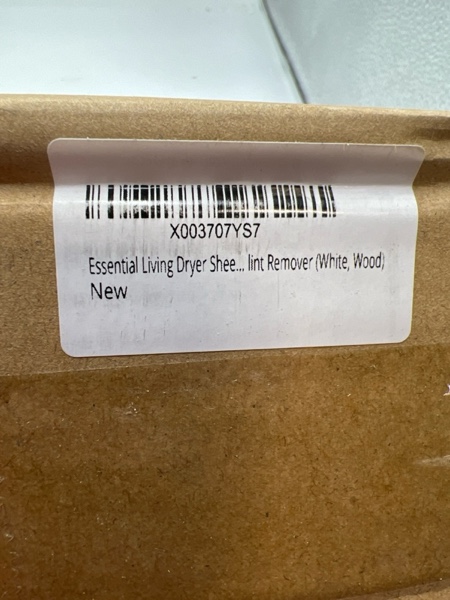 X003707YS7
Essential Living Dryer Shee... lint Remover (White, Wood)
New